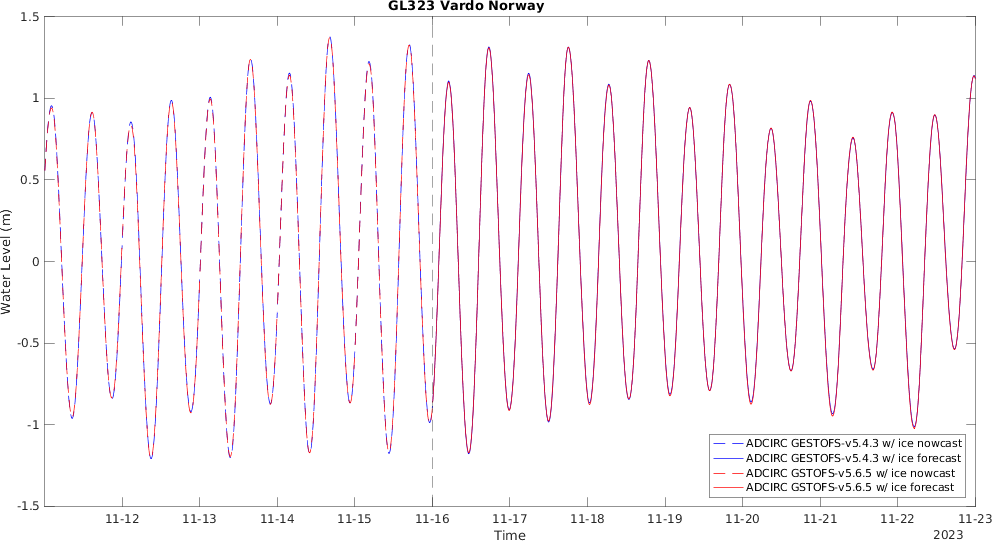 GL323 Vardo Norway
1.5
1
0.5
0
-0.5
-1
-1.5
Water Level (m)
ADCIRC GESTOFS-v5.4.3 w/ ice nowcast
ADCIRC GESTOFS-v5.4.3 w/ ice forecast
ADCIRC GSTOFS-v5.6.5 w/ ice nowcast
ADCIRC GSTOFS-v5.6.5 w/ ice forecast
11-12 11-13 11-14 11-15 11-16 11-17 11-18 11-19 11-20 11-21 11-22 11-23
Time
2023